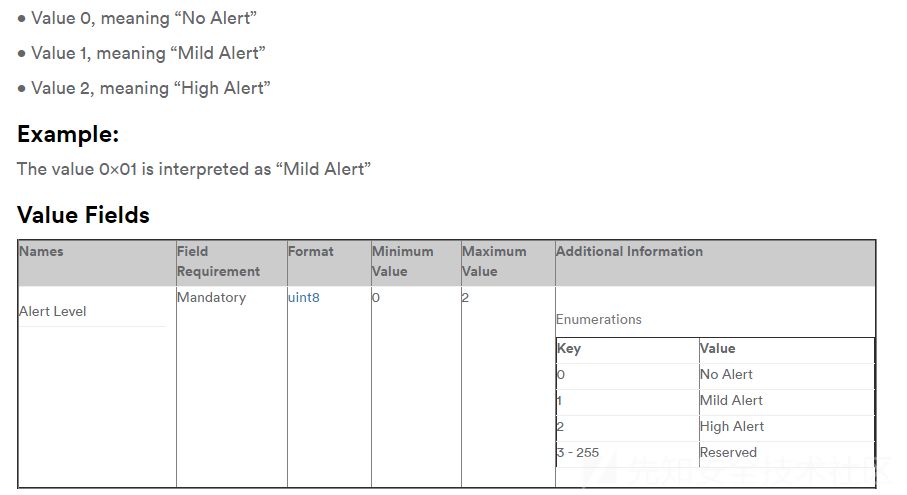 • Value 0, meaning “No Alert”
• Value 1, meaning “Mild Alert”
• Value 2, meaning “High Alert”
Example:
The value 0×01 is interpreted as “Mild Alert”
Value Fields
Names Field Requirement Format Minimum Value Maximum Value Additional Information
Alert Level Mandatory uint8 0 2
Enumerations
Key Value
0 No Alert
1 Mild Alert
2 High Alert
3 - 255 Reserved
先知安全技术社区